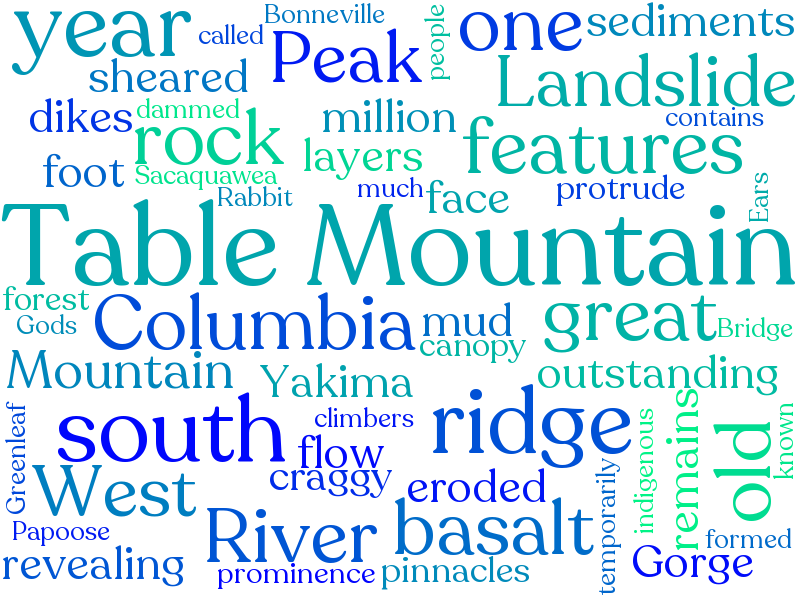 year
called
Bonneville
Peak
people
one
sediments
sheared
Landslide
dikes
dammed
rock
million
contains
features
foot
layers
Sacaquawea
Rabbit
much
face
protrude
Ears
Table Mountain
forest
Gods
Columbia
mud
great
Bridge
canopy
Mountain
Yakima
outstanding
Greenleaf
south
climbers
flow
ridge
indigenous
remains
old
known
craggy
West
eroded
temporarily
Papoose
River
basalt
formed
revealing
prominence
pinnacles
Gorge